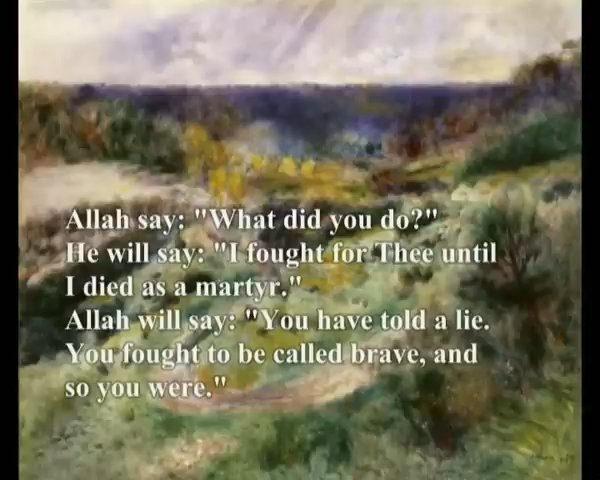 Allah say: "What did you do?"
He will say: "I fought for Thee until
I died as a martyr."
Allah will say: "You have told a lie.
You fought to be called brave, and
so you were."